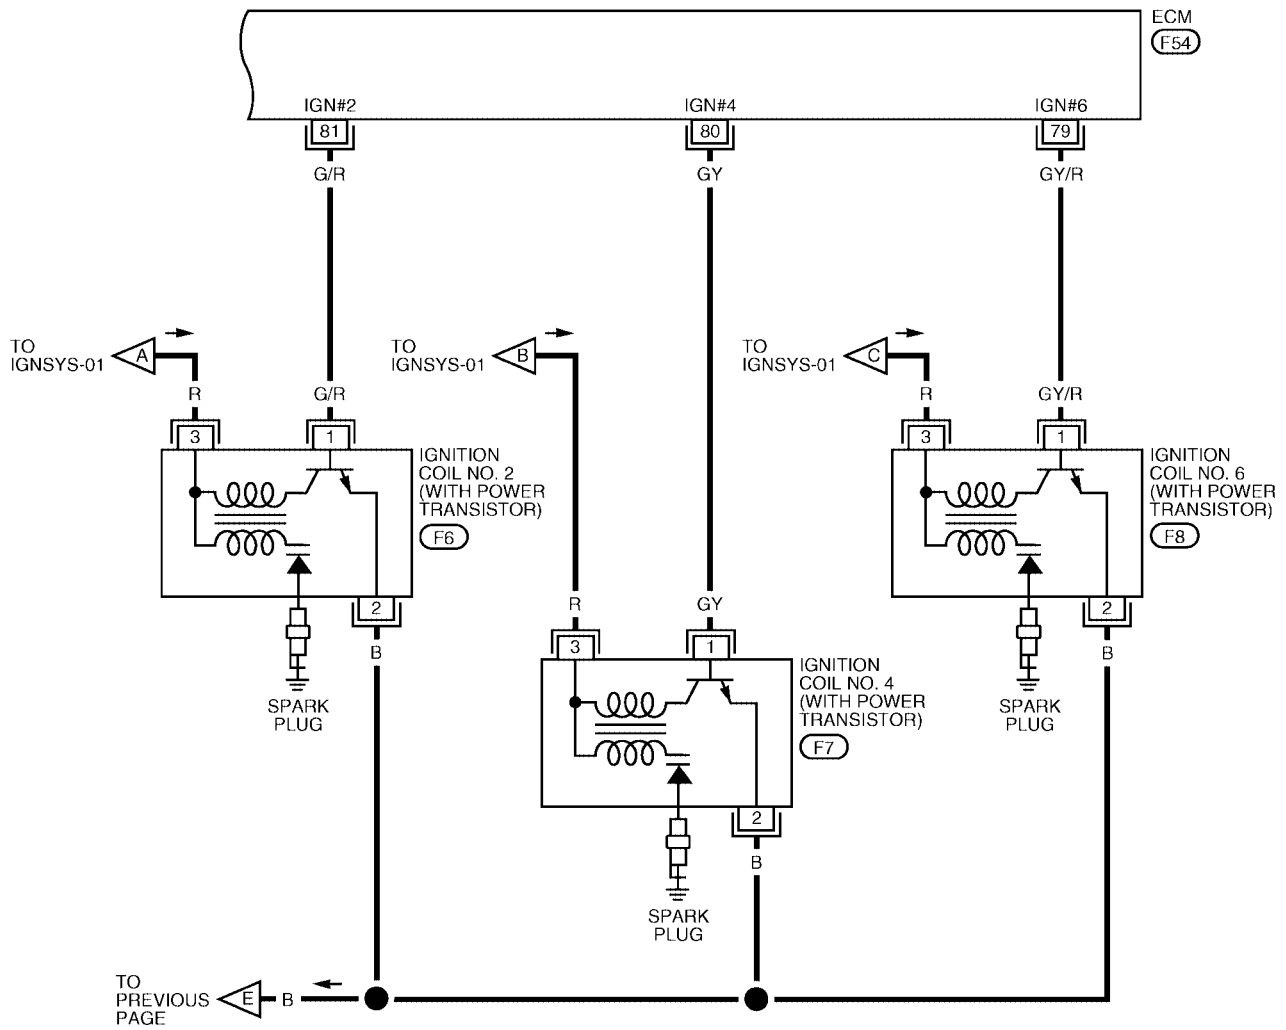 ECM
F54
IGN#2
IGN#4
IGN#6
81
80
79
G/R
GY
GY/R
TO
IGNSYS-01
A
TO
IGNSYS-01
B
TO
IGNSYS-01
C
R
G/R
R
GY/R
3
1
3
1
IGNITION
COIL NO. 2
(WITH POWER
TRANSISTOR)
F6
IGNITION
COIL NO. 6
(WITH POWER
TRANSISTOR)
F8
2
R
GY
2
B
3
1
B
IGNITION
COIL NO. 4
(WITH POWER
TRANSISTOR)
F7
SPARK
PLUG
SPARK
PLUG
2
B
SPARK
PLUG
TO
PREVIOUS
PAGE
E
B